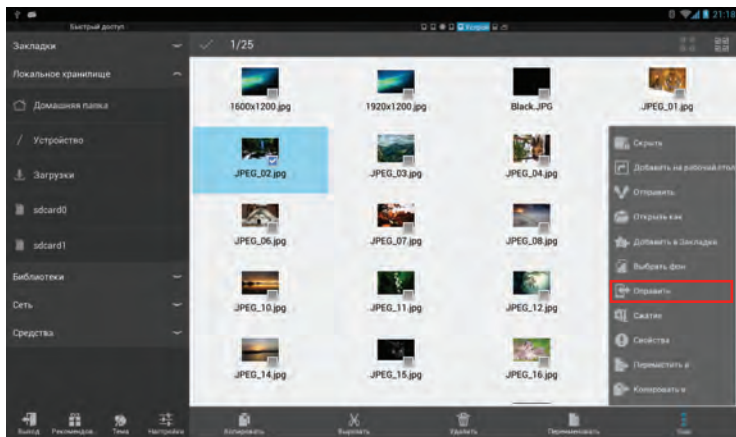 21:18
Быстрый доступ
Закладки
1/25
Локальное хранилище
Домашняя папка
/ Устройство
Загрузки
sdcard0
sdcard1
Библиотеки
Сеть
Средства
Выход
Рекомендов..
Тема
Настройки
1600x1200.jpg
1920x1200.jpg
Black.JPG
JPEG_01.jpg
JPEG_02.jpg
JPEG_03.jpg
JPEG_04.jpg
JPEG_06.jpg
JPEG_07.jpg
JPEG_08.jpg
JPEG_10.jpg
JPEG_11.jpg
JPEG_12.jpg
JPEG_14.jpg
JPEG_15.jpg
JPEG_16.jpg
Скрыть
Добавить на рабочий стол
Отправить
Открыть как
Добавить в Закладки
Выбрать фон
Оправить
Сжатие
Свойства
Переместить в
Копировать в
Копировать
Вырезать
Удалить
Переименовать